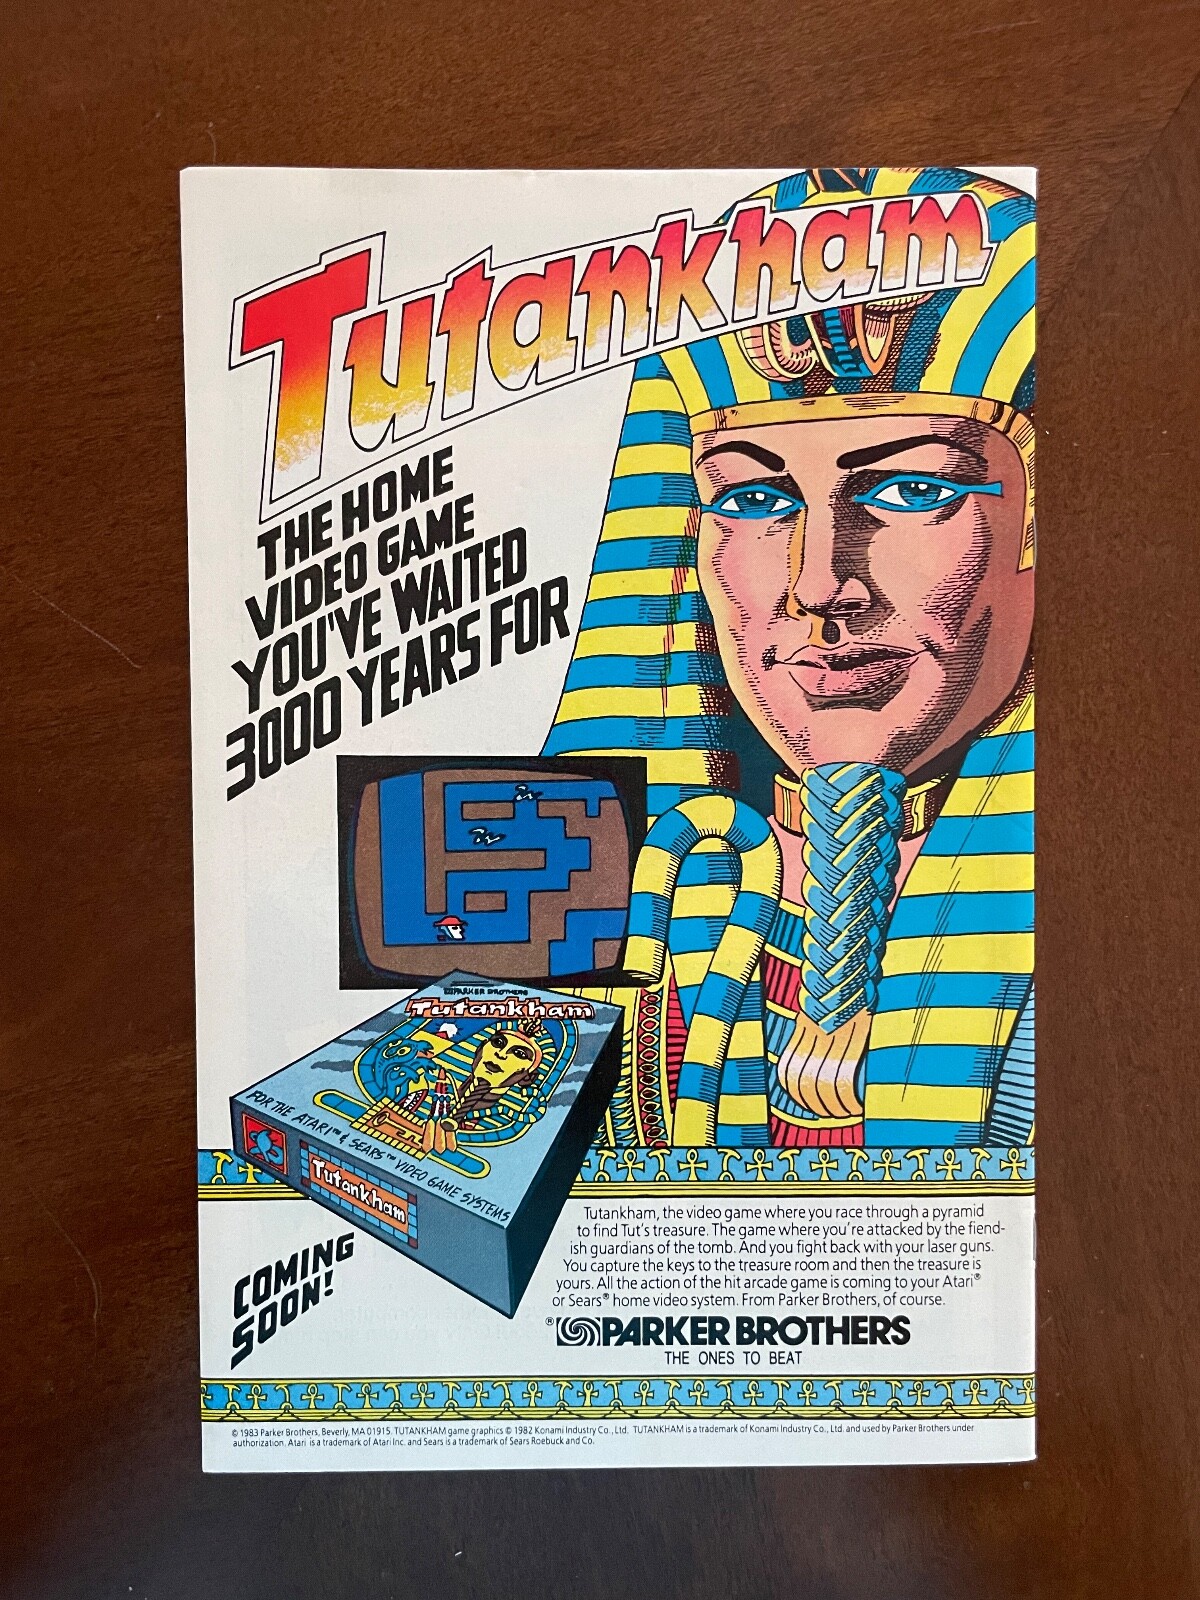 Tutankham
THE HOME
VIDEO GAME
YOU'VE WAITED
3000 YEARS FOR
PARKER BROTHERS
Tutankham
FOR THE ATARI™ & SEARS™ VIDEO GAME SYSTEMS
Tutankham
COMING
SOON!
Tutankham, the video game where you race through a pyramid
to find Tut's treasure. The game where you're attacked by the fiend-
ish guardians of the tomb. And you fight back with your laser guns.
You capture the keys to the treasure room and then the treasure is
yours. All the action of the hit arcade game is coming to your Atari®
or Sears® home video system. From Parker Brothers, of course.
® PARKER BROTHERS
THE ONES TO BEAT
© 1983 Parker Brothers, Beverly, MA 01915. TUTANKHAM game graphics © 1982 Konami Industry Co., Ltd. TUTANKHAM is a trademark of Konami Industry Co., Ltd. and used by Parker Brothers under
authorization. Atari is a trademark of Atari Inc. and Sears is a trademark of Sears Roebuck and Co.